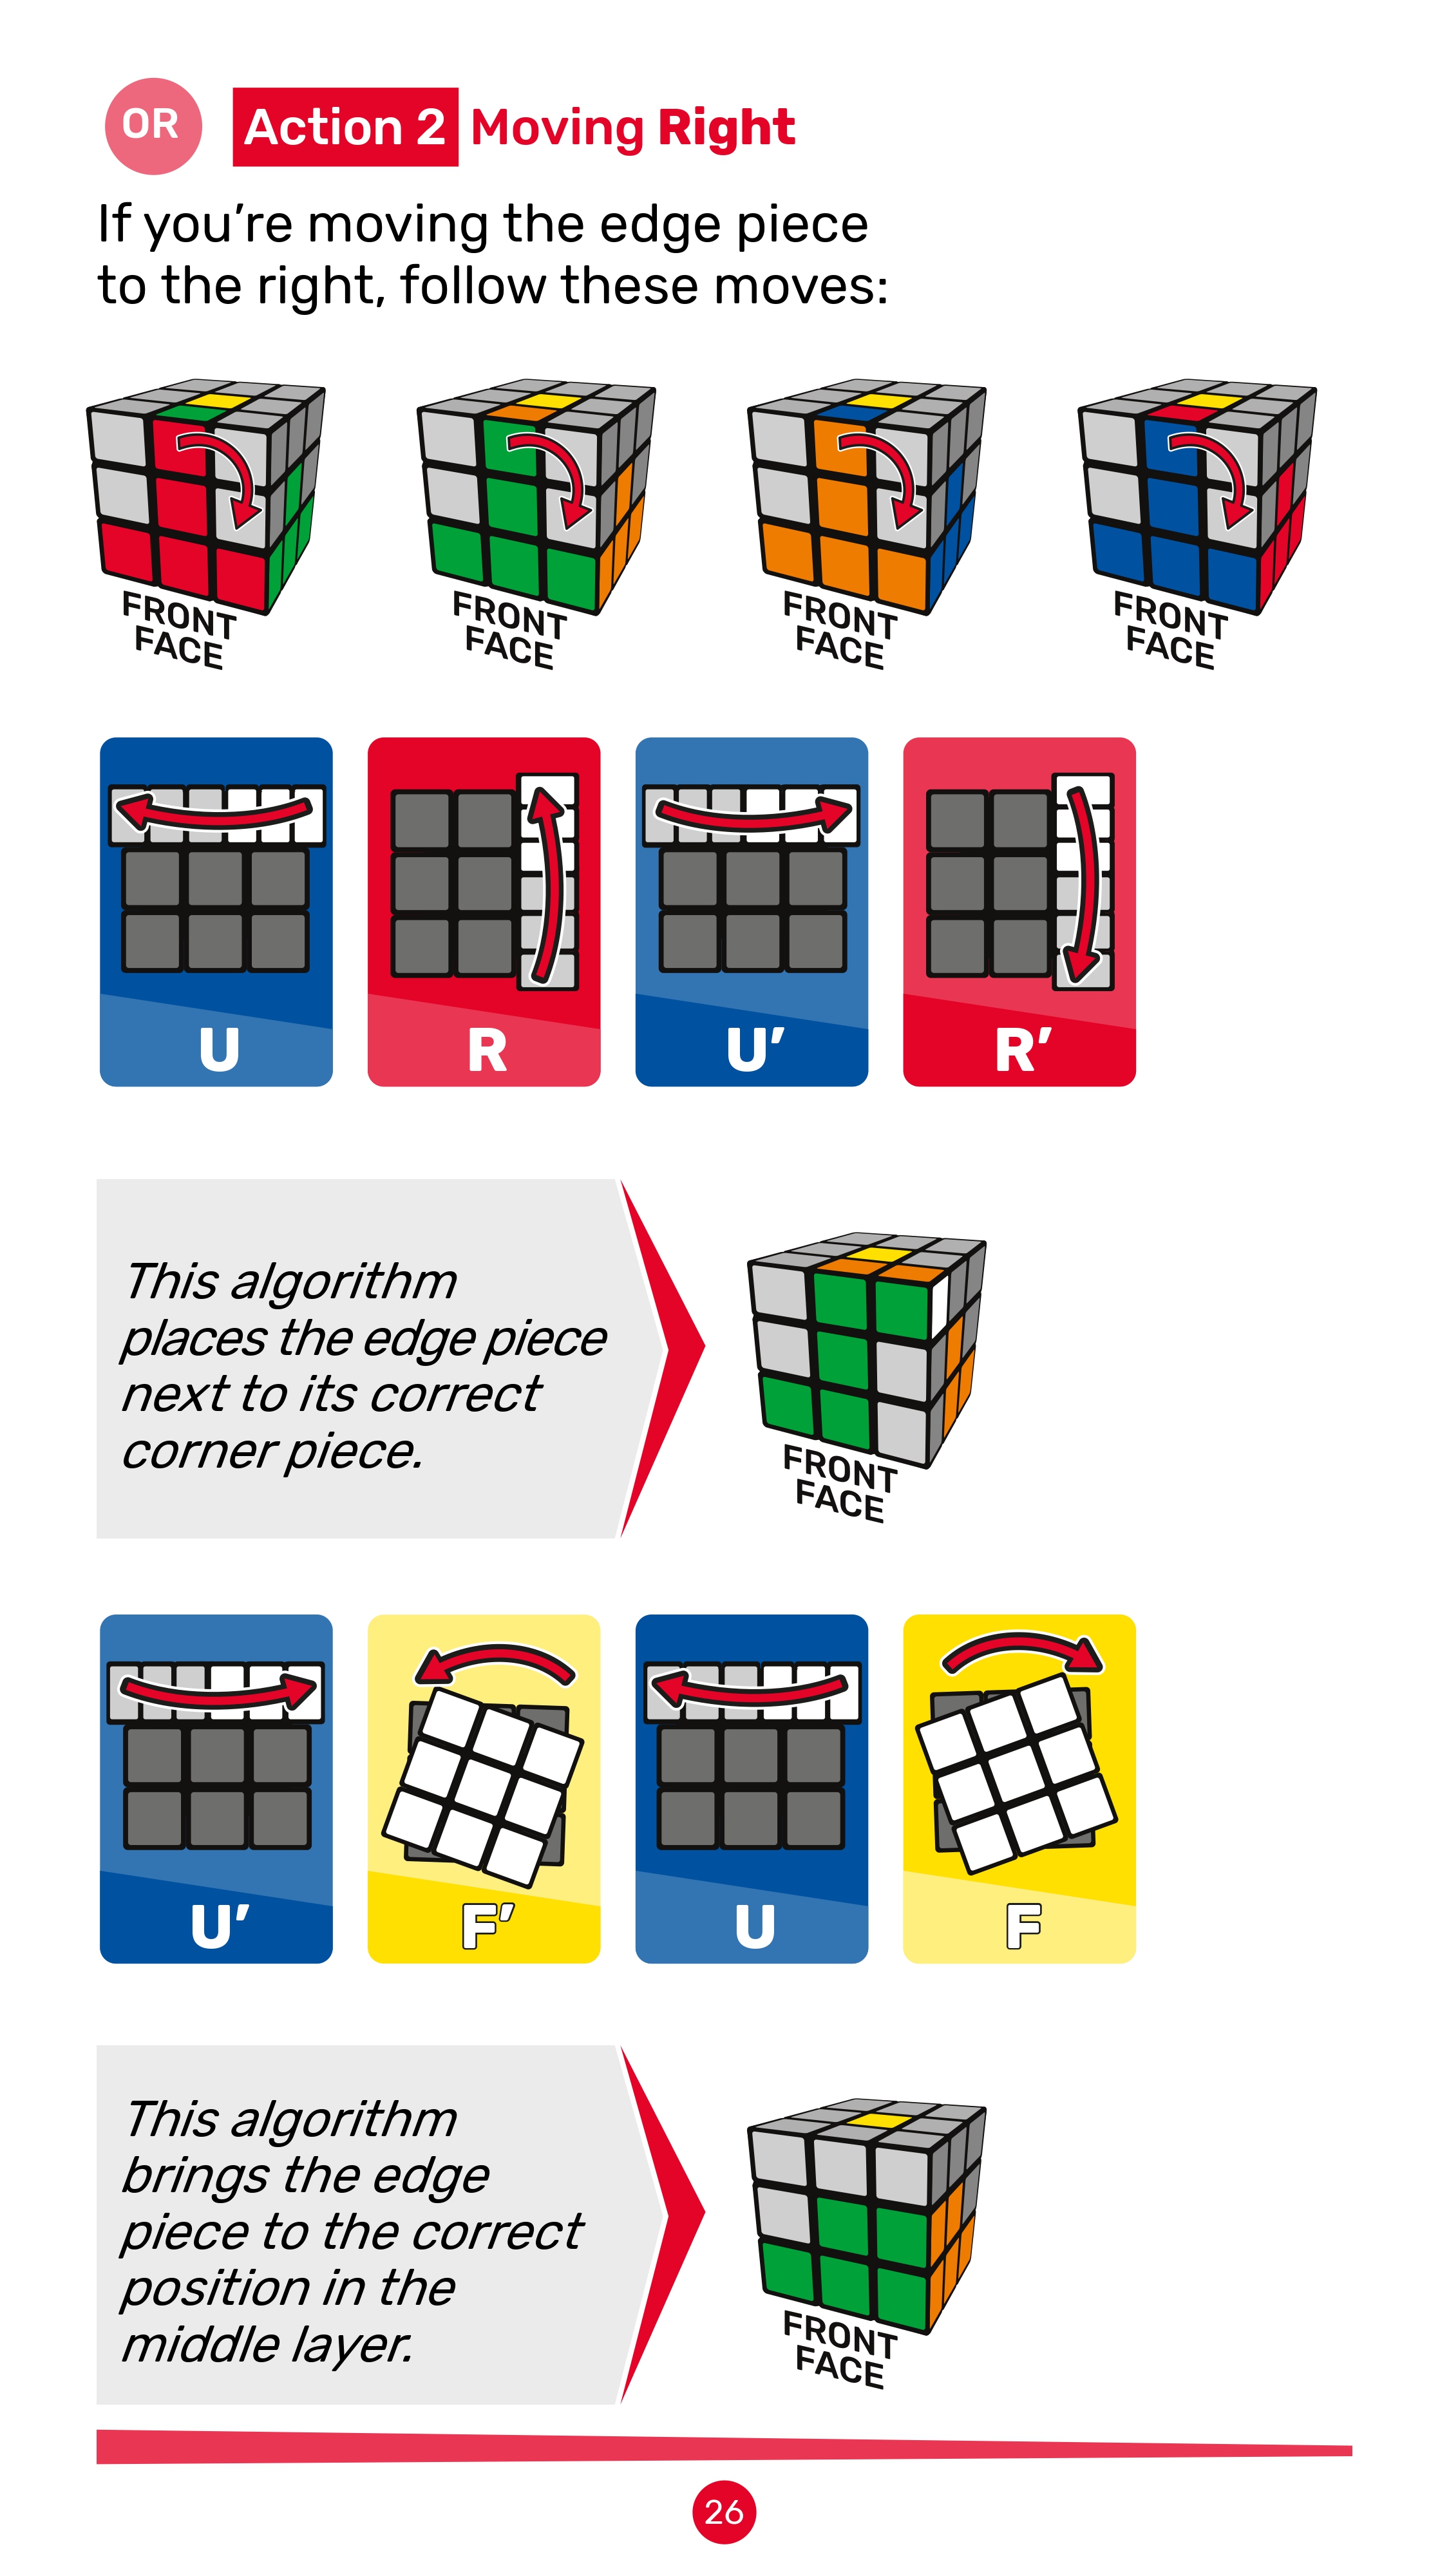 OR Action 2 Moving Right
If you’re moving the edge piece
to the right, follow these moves:
FRONT
FACE
FRONT
FACE
FRONT
FACE
FRONT
FACE
U
R
U’
R’
This algorithm
places the edge piece
next to its correct
corner piece.
FRONT
FACE
U’
F’
U
F
This algorithm
brings the edge
piece to the correct
position in the
middle layer.
FRONT
FACE
26